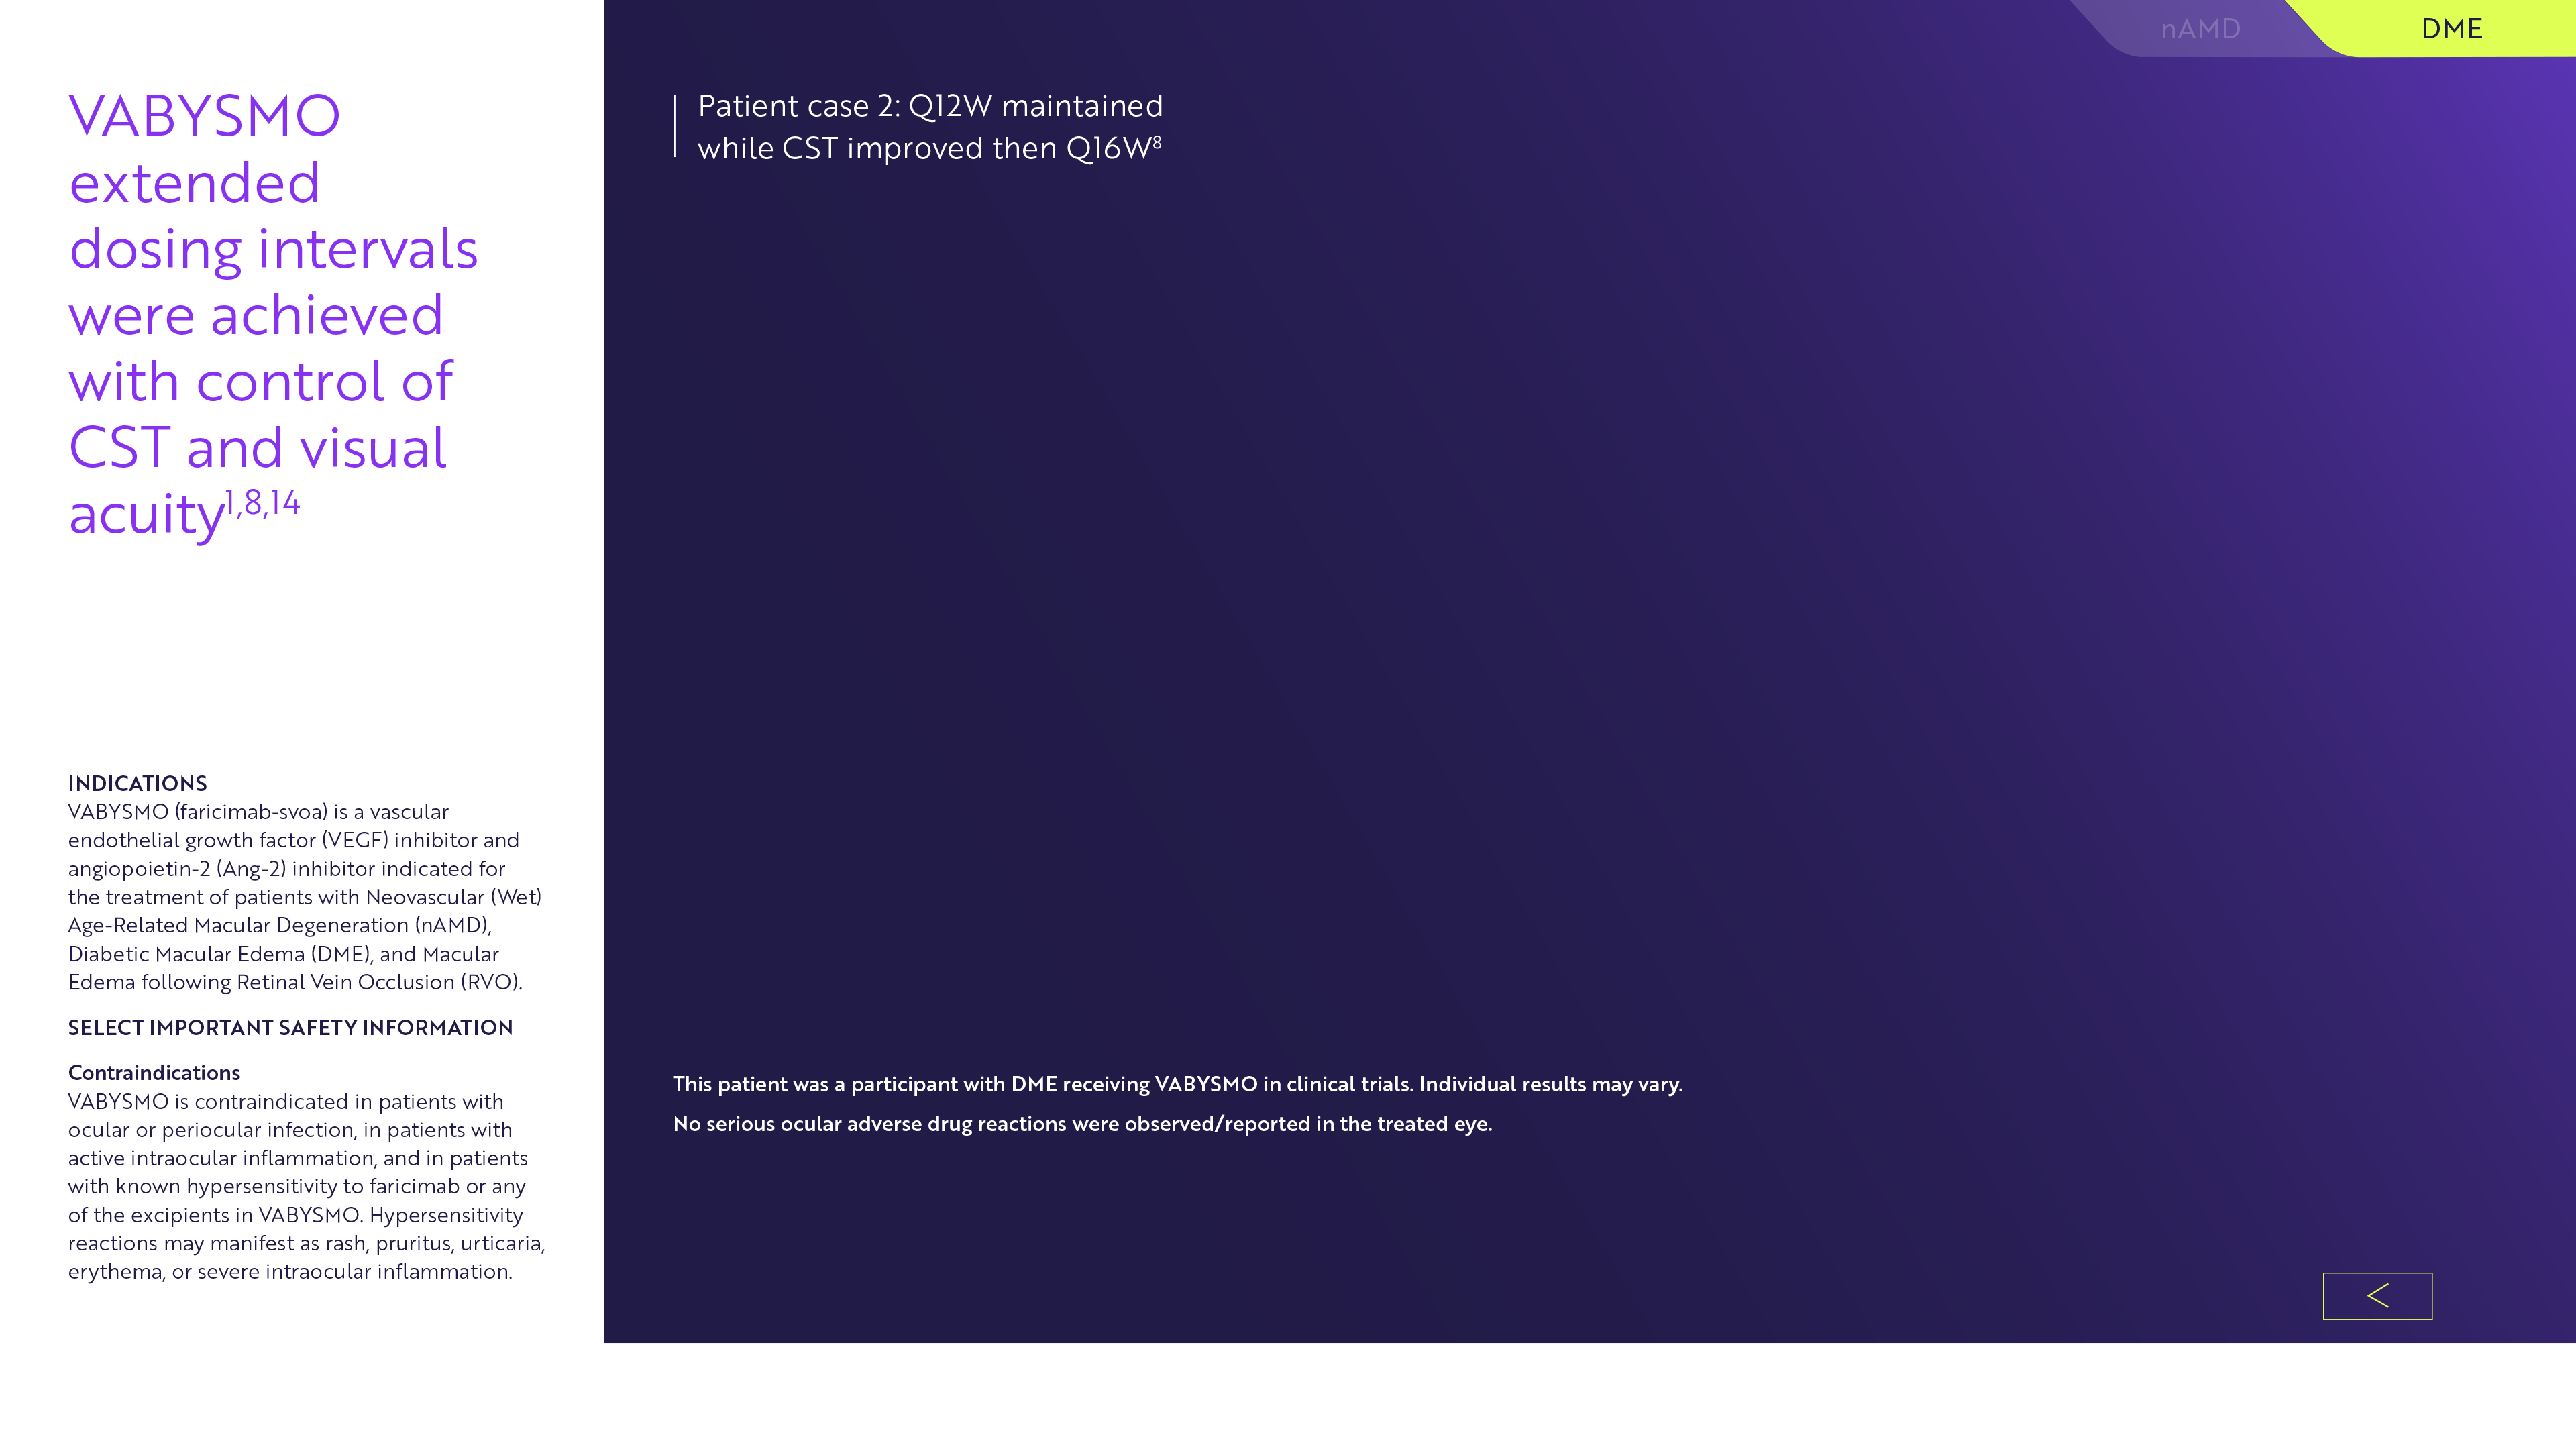 VABYSMO
extended
dosing intervals
were achieved
with control of
CST and visual
acuity1,8,14
INDICATIONS
VABYSMO (faricimab-svoa) is a vascular
endothelial growth factor (VEGF) inhibitor and
angiopoietin-2 (Ang-2) inhibitor indicated for
the treatment of patients with Neovascular (Wet)
Age-Related Macular Degeneration (nAMD),
Diabetic Macular Edema (DME), and Macular
Edema following Retinal Vein Occlusion (RVO).
SELECT IMPORTANT SAFETY INFORMATION
Contraindications
VABYSMO is contraindicated in patients with
ocular or periocular infection, in patients with
active intraocular inflammation, and in patients
with known hypersensitivity to faricimab or any
of the excipients in VABYSMO. Hypersensitivity
reactions may manifest as rash, pruritus, urticaria,
erythema, or severe intraocular inflammation.
nAMD
DME
Patient case 2: Q12W maintained
while CST improved then Q16W8
This patient was a participant with DME receiving VABYSMO in clinical trials. Individual results may vary.
No serious ocular adverse drug reactions were observed/reported in the treated eye.